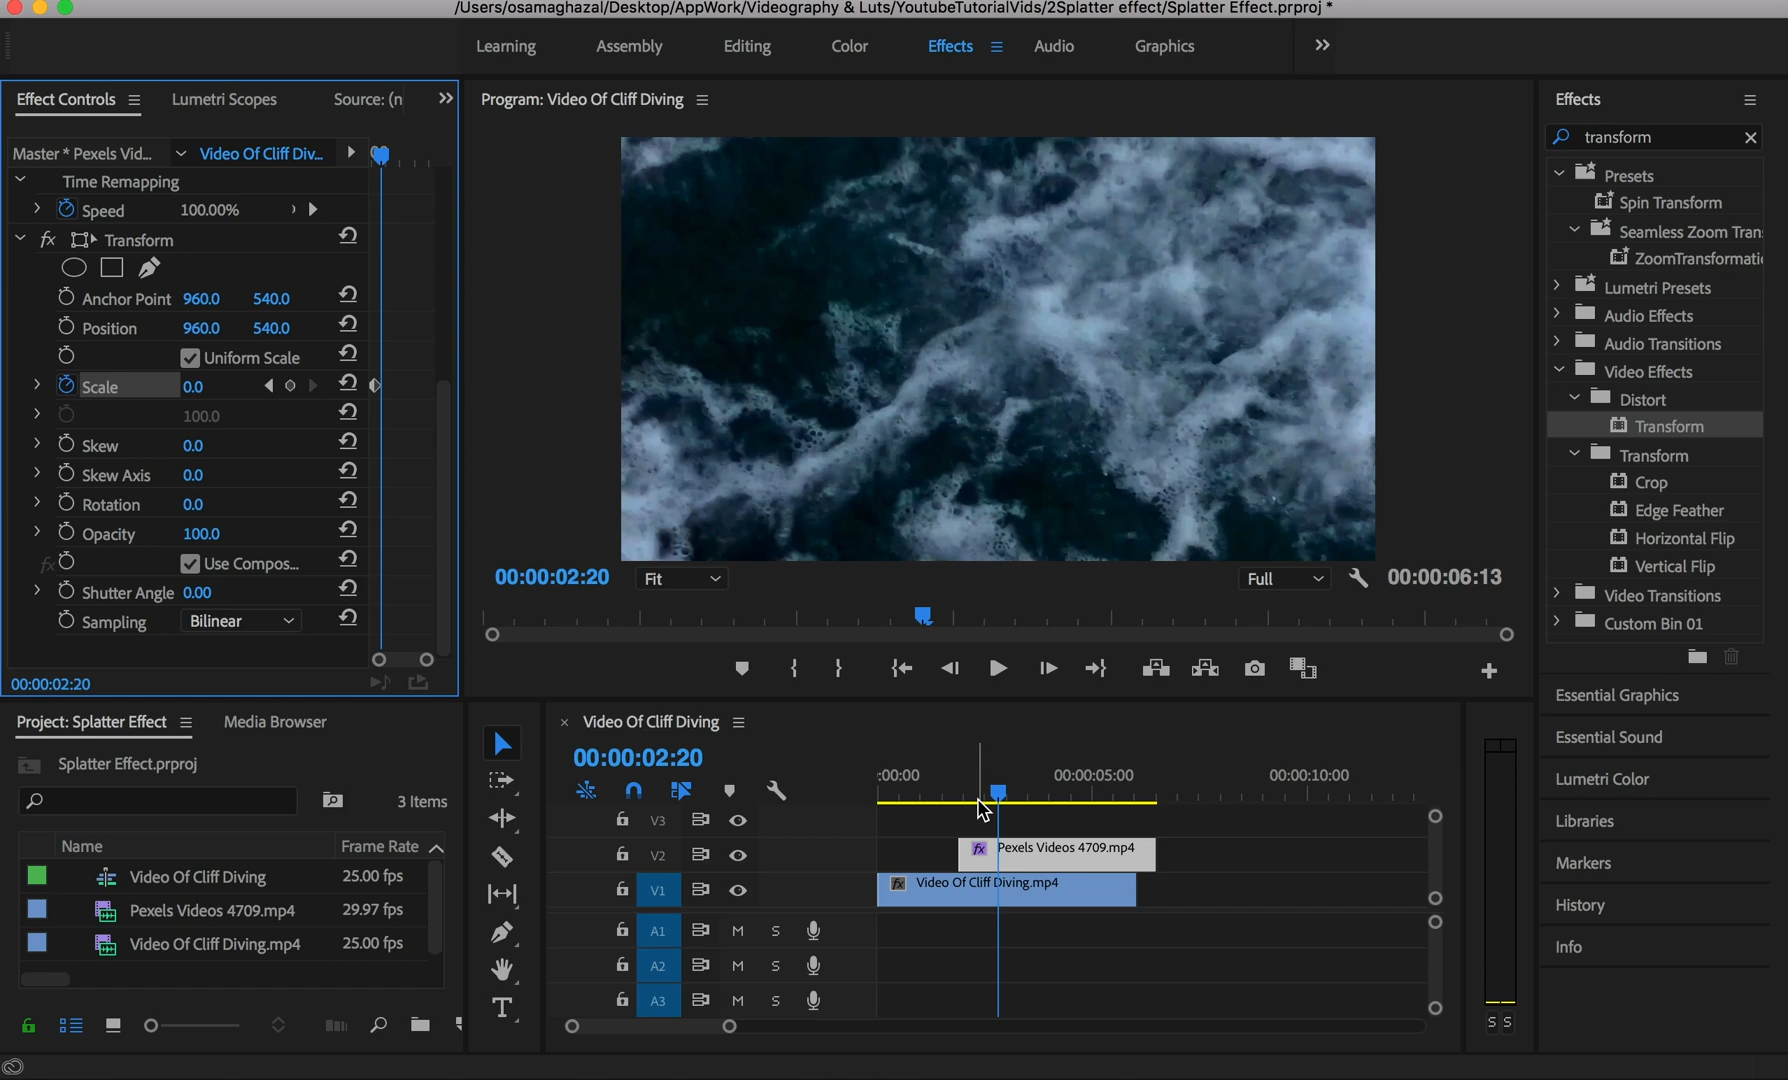 /Users/osamaghazal/Desktop/AppWork/Videography & Luts/YoutubeTutorialVids/2Splatter effect/Splatter Effect.prproj *
Learning Assembly Editing Color Effects Audio Graphics
Effect Controls Lumetri Scopes Source: (n
Master * Pexels Vid... Video Of Cliff Div...
Time Remapping
Speed 100.00%
fx Transform
Anchor Point 960.0 540.0
Position 960.0 540.0
Uniform Scale
Scale 0.0
100.0
Skew 0.0
Skew Axis 0.0
Rotation 0.0
Opacity 100.0
fx Use Compos...
Shutter Angle 0.00
Sampling Bilinear
00:00:02:20
Program: Video Of Cliff Diving
00:00:02:20 Fit Full 00:00:06:13
Effects
transform
Presets
Spin Transform
Seamless Zoom Tran
ZoomTransformati
Lumetri Presets
Audio Effects
Audio Transitions
Video Effects
Distort
Transform
Transform
Crop
Edge Feather
Horizontal Flip
Vertical Flip
Video Transitions
Custom Bin 01
Essential Graphics
Essential Sound
Lumetri Color
Libraries
Markers
History
Info
Project: Splatter Effect Media Browser
Splatter Effect.prproj
3 Items
Name Frame Rate
Video Of Cliff Diving 25.00 fps
Pexels Videos 4709.mp4 29.97 fps
Video Of Cliff Diving.mp4 25.00 fps
× Video Of Cliff Diving
00:00:02:20
:00:00 00:00:05:00 00:00:10:00
V3
V2 fx Pexels Videos 4709.mp4
V1 fx Video Of Cliff Diving.mp4
A1 M S
A2 M S
A3 M S
S S